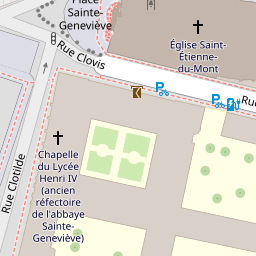 Place
Sainte-
Geneviève
Rue Clovis
Église Saint-
Étienne-
du-Mont
Rue
Rue Clotilde
Chapelle
du Lycée
Henri IV
(ancien
réfectoire
de l'abbaye
Sainte-
Geneviève)